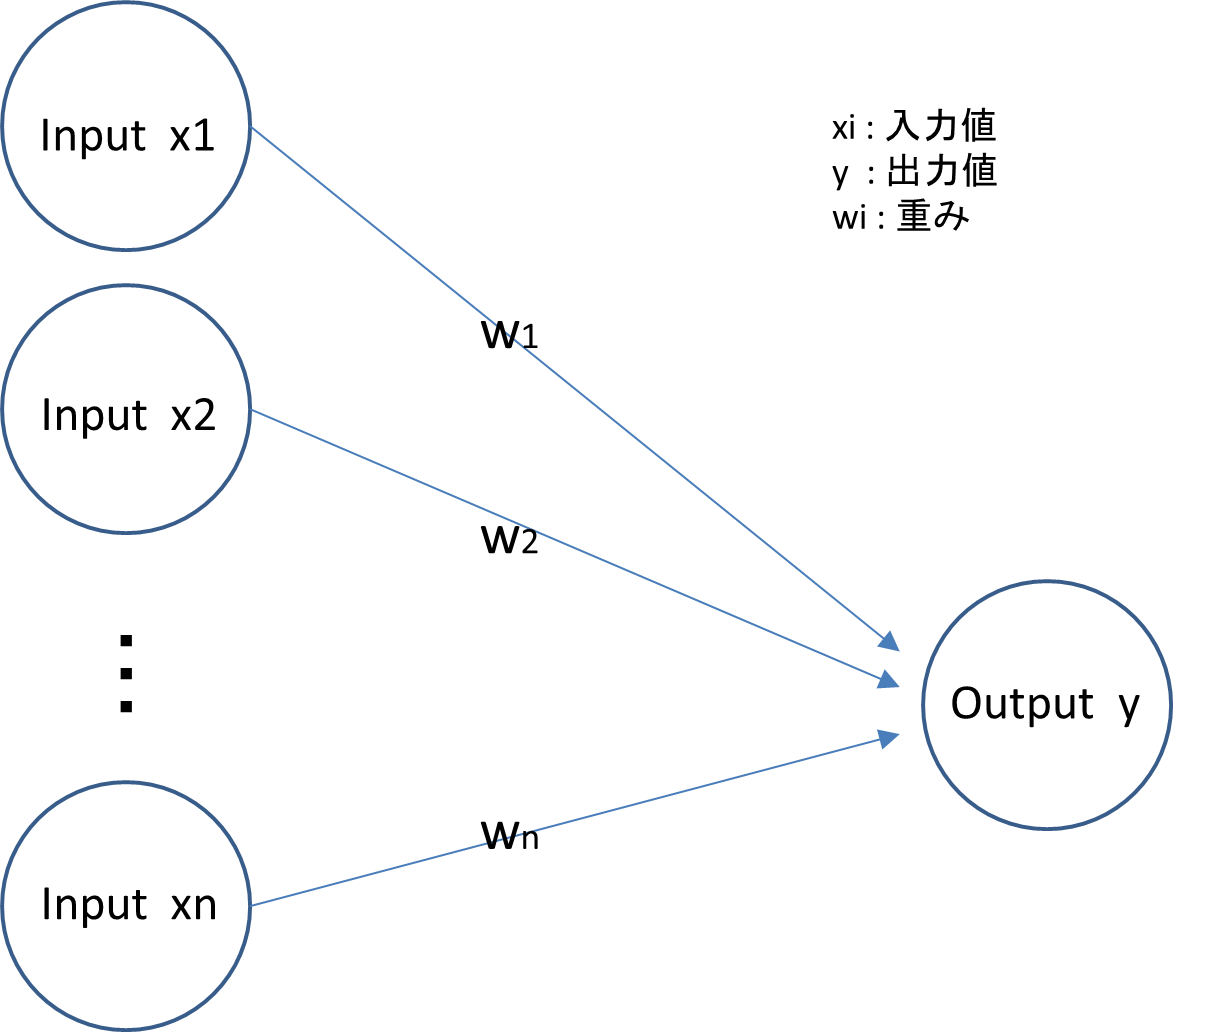 Input x1
xi : 入力値
y : 出力値
wi : 重み
w1
Input x2
w2
⋮
Output y
wn
Input xn